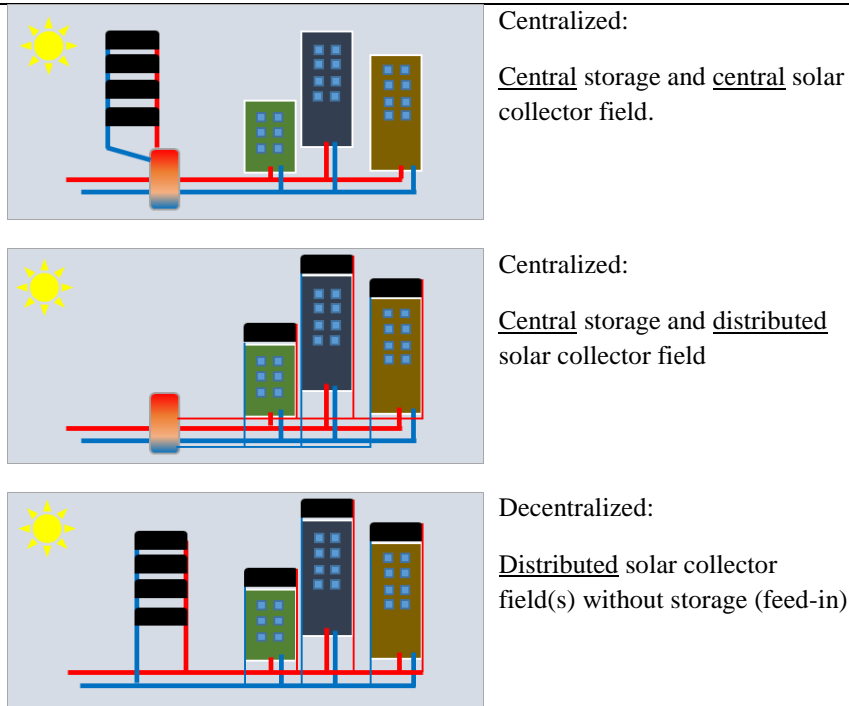 Centralized:
Central storage and central solar
collector field.
Centralized:
Central storage and distributed
solar collector field
Decentralized:
Distributed solar collector
field(s) without storage (feed-in)